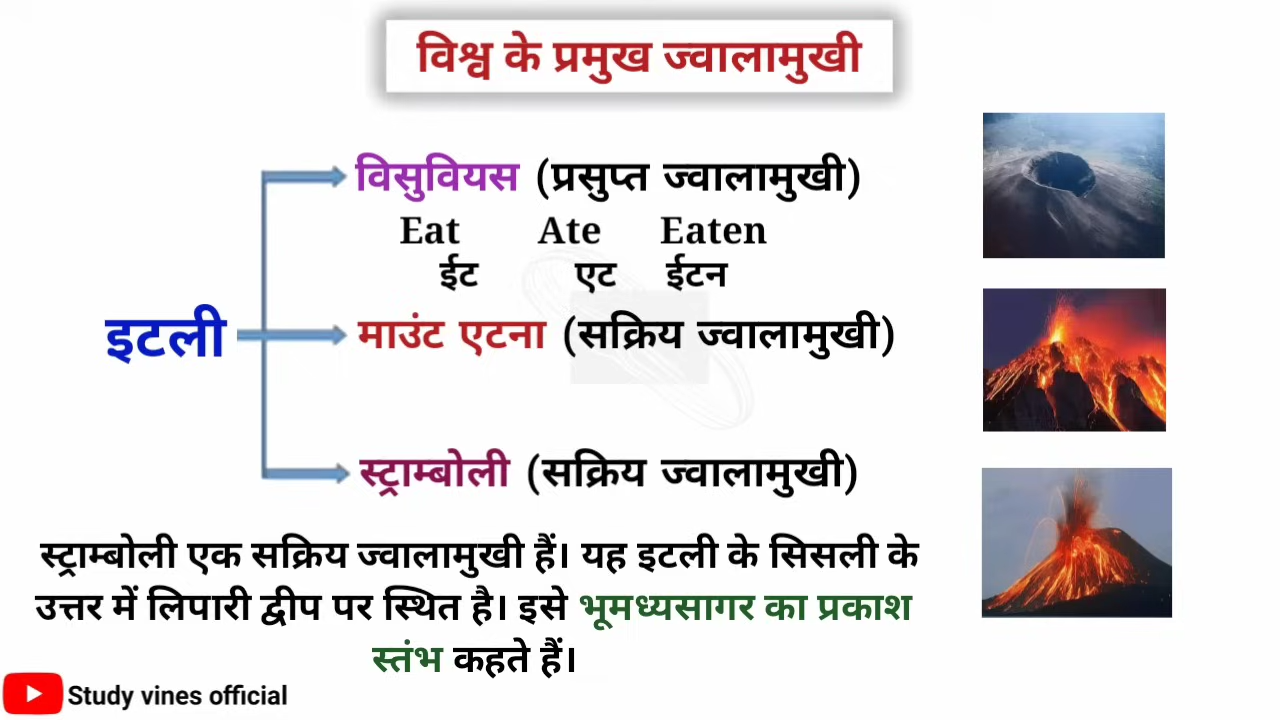 विश्व के प्रमुख ज्वालामुखी
विसुवियस (प्रसुप्त ज्वालामुखी)
Eat Ate Eaten
ईट एट ईटन
इटली
माउंट एटना (सक्रिय ज्वालामुखी)
स्ट्राम्बोली (सक्रिय ज्वालामुखी)
स्ट्राम्बोली एक सक्रिय ज्वालामुखी हैं। यह इटली के सिसली के
उत्तर में लिपारी द्वीप पर स्थित है। इसे भूमध्यसागर का प्रकाश
स्तंभ कहते हैं।
Study vines official